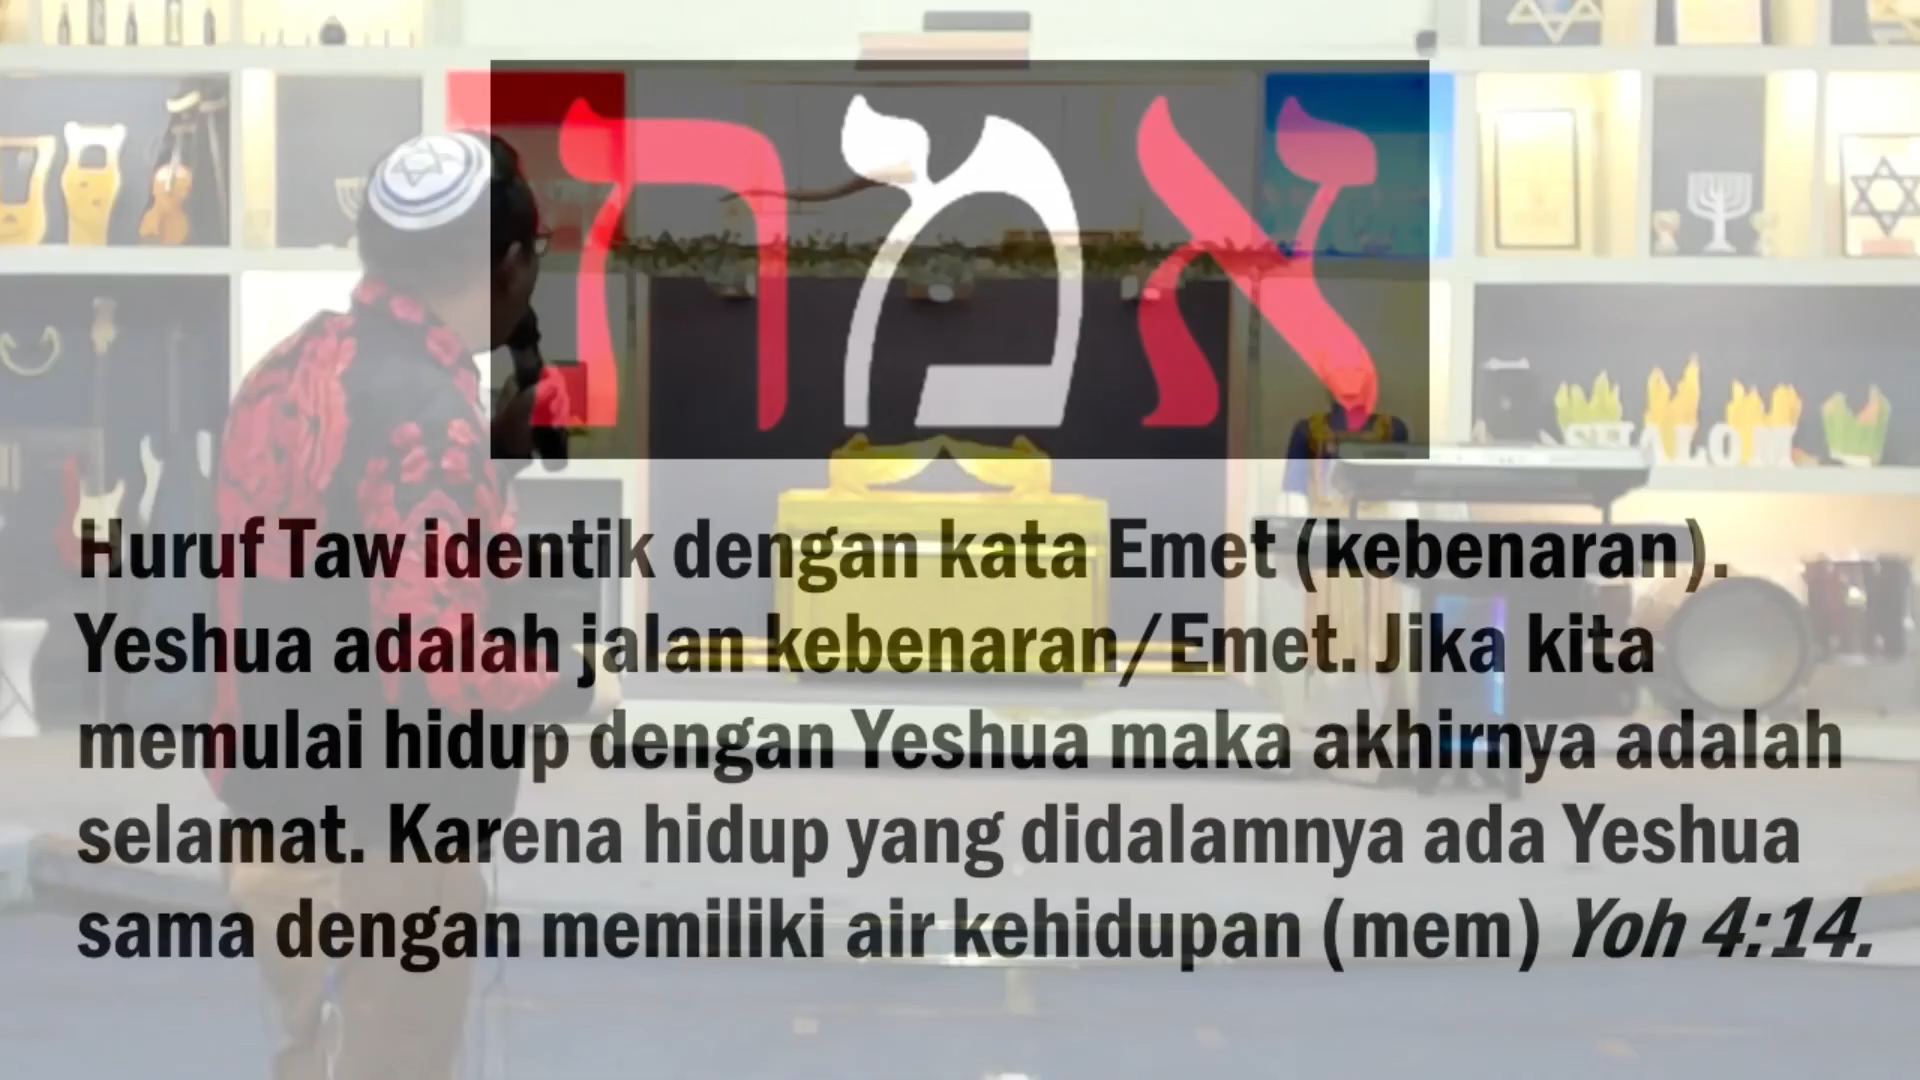 אמת
SHALOM
Huruf Taw identik dengan kata Emet (kebenaran).
Yeshua adalah jalan kebenaran/Emet. Jika kita
memulai hidup dengan Yeshua maka akhirnya adalah
selamat. Karena hidup yang didalamnya ada Yeshua
sama dengan memiliki air kehidupan (mem) Yoh 4:14.